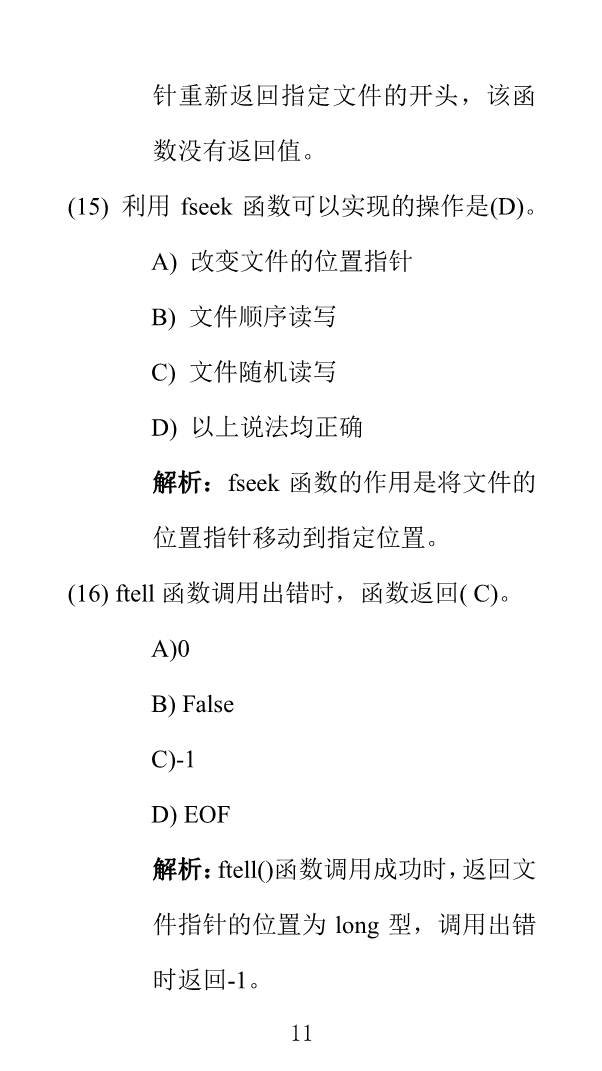 针重新返回指定文件的开头，该函
数没有返回值。
(15) 利用 fseek 函数可以实现的操作是(D)。
A) 改变文件的位置指针
B) 文件顺序读写
C) 文件随机读写
D) 以上说法均正确
解析：fseek 函数的作用是将文件的
位置指针移动到指定位置。
(16) ftell 函数调用出错时，函数返回( C)。
A)0
B) False
C)-1
D) EOF
解析：ftell()函数调用成功时，返回文
件指针的位置为 long 型，调用出错
时返回-1。
11